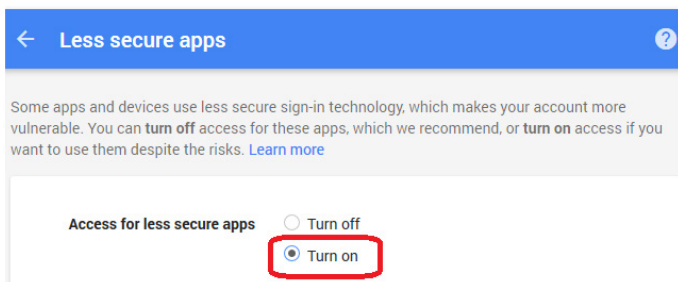 Less secure apps
Some apps and devices use less secure sign-in technology, which makes your account more
vulnerable. You can turn off access for these apps, which we recommend, or turn on access if you
want to use them despite the risks. Learn more
Access for less secure apps Turn off
Turn on